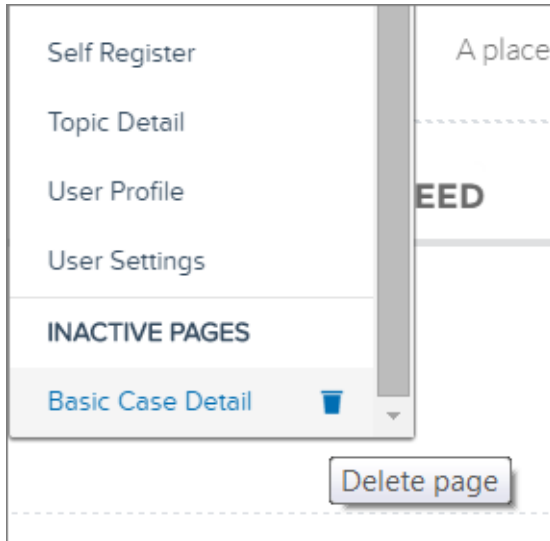 Self Register
A place
Topic Detail
User Profile
EED
User Settings
INACTIVE PAGES
Basic Case Detail
Delete page